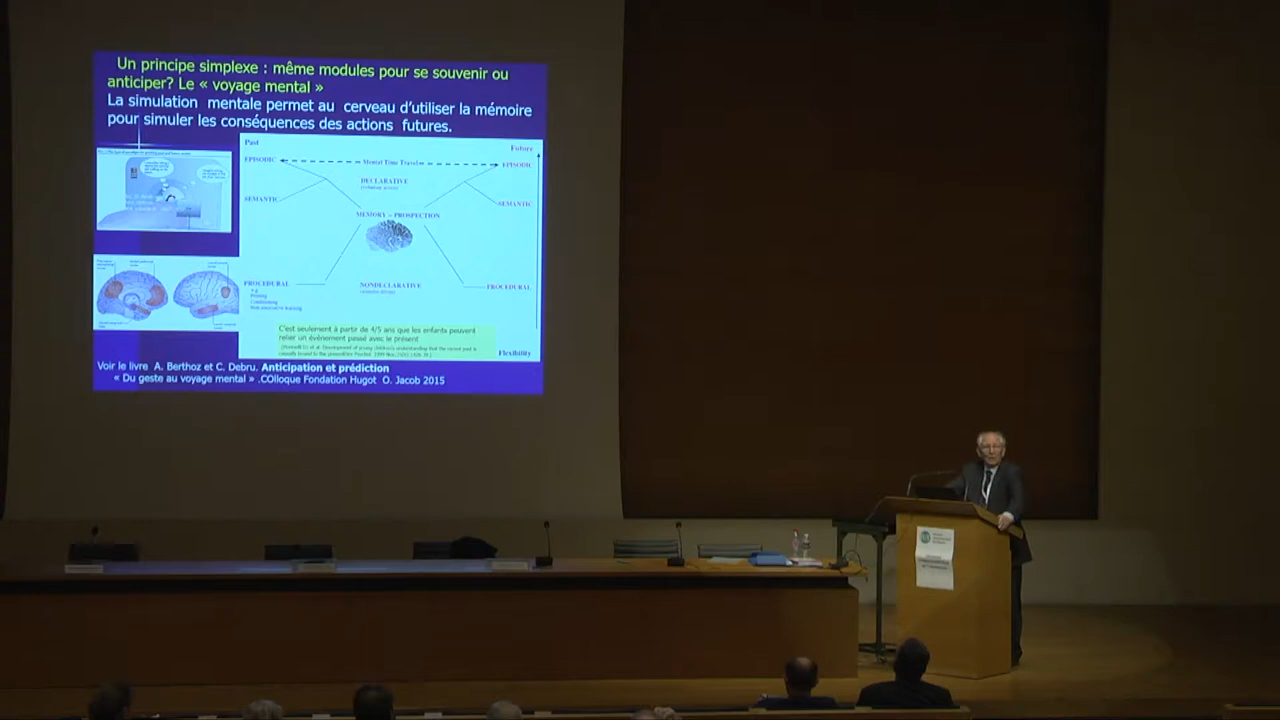 Un principe simplexe : même modules pour se souvenir ou
anticiper? Le « voyage mental »
La simulation mentale permet au cerveau d'utiliser la mémoire
pour simuler les conséquences des actions futures.
Past
Future
EPISODIC
Mental Time Travel
EPISODIC
DECLARATIVE
SEMANTIC
SEMANTIC
MEMORY – PROSPECTION
PROCEDURAL
NONDECLARATIVE
PROCEDURAL
C'est seulement à partir de 4/5 ans que les enfants peuvent
relier un évènement passé avec le présent
Flexibility
Voir le livre A. Berthoz et C. Debru. Anticipation et prédiction
« Du geste au voyage mental » .COlloque Fondation Hugot O. Jacob 2015